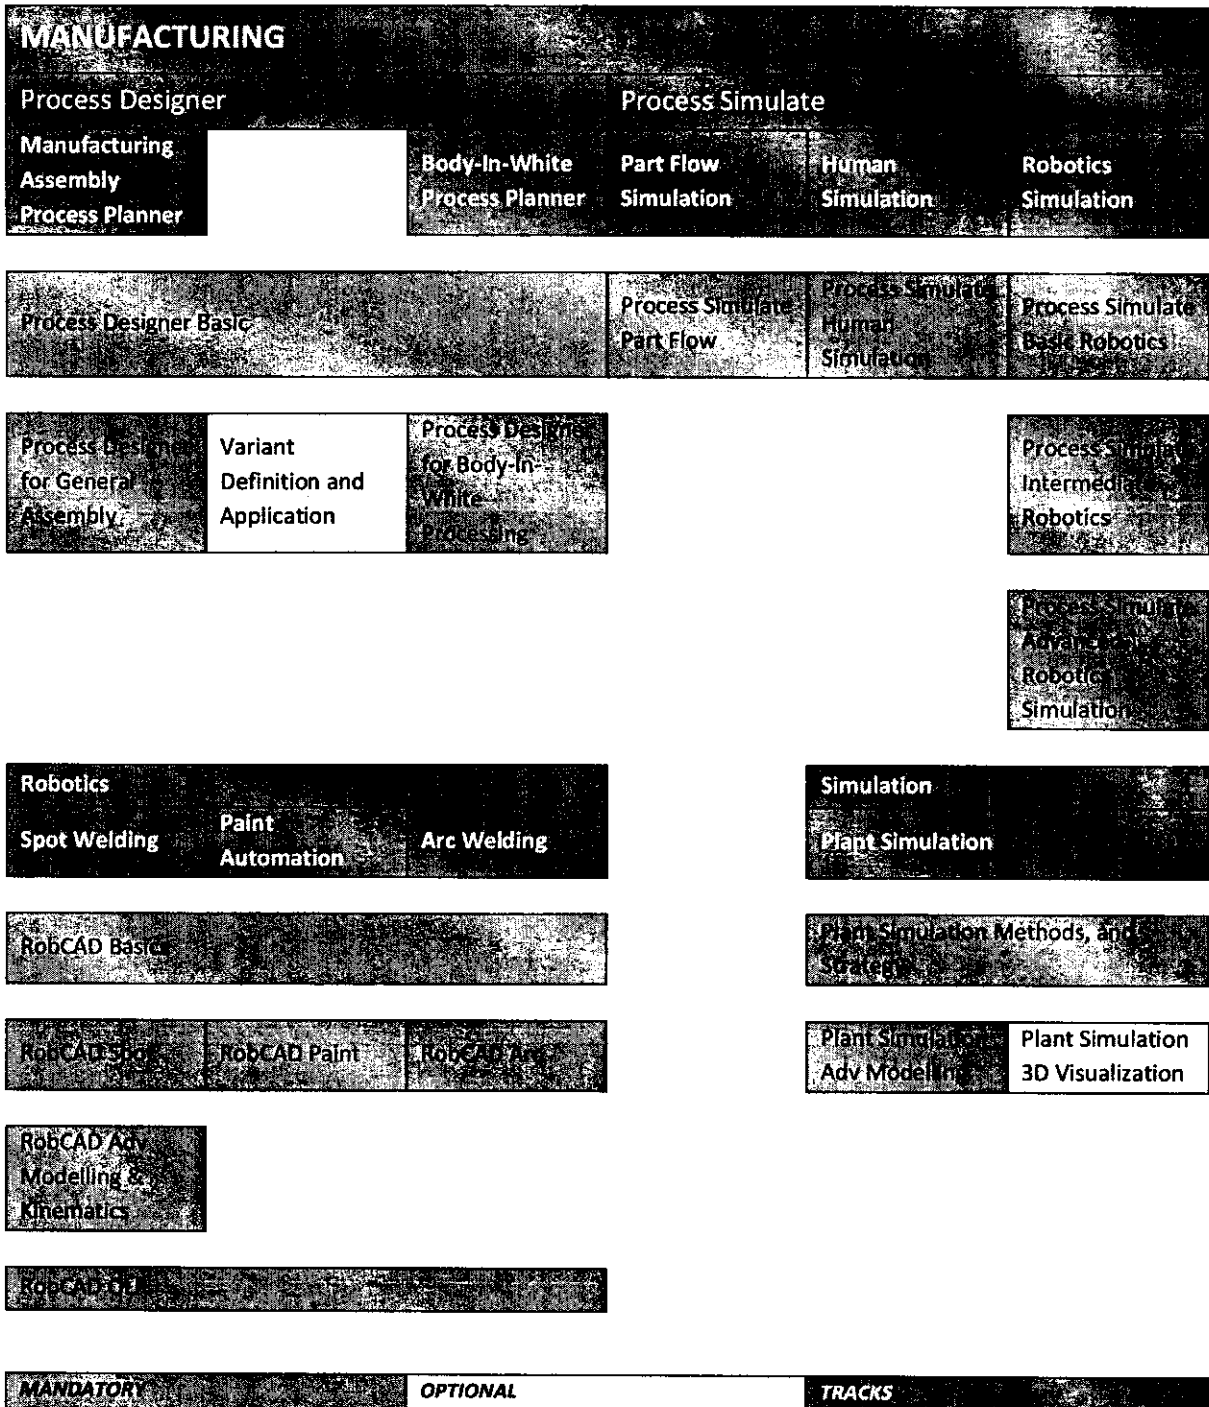 MANUFACTURING
Process Designer
Process Simulate
Manufacturing
Assembly
Process Planner
Body-In-White
Process Planner
Part Flow
Simulation
Human
Simulation
Robotics
Simulation
Process Designer Basic
Process Simulate
Part Flow
Process Simulate
Human
Simulation
Process Simulate
Basic Robotics
Process Designer
for General
Assembly
Variant
Definition and
Application
Process Designer
for Body-In-
White
Processing
Process Simulate
Intermediate
Robotics
Process Simulate
Advanced
Robotics
Simulation
Robotics
Spot Welding
Paint
Automation
Arc Welding
Simulation
Plant Simulation
RobCAD Basics
Plant Simulation Methods, and
Strategy
RobCAD Spot
RobCAD Paint
RobCAD Arc
Plant Simulation
Adv Modelling
Plant Simulation
3D Visualization
RobCAD Adv
Modelling &
Kinematics
RobCAD OLP
MANDATORY
OPTIONAL
TRACKS